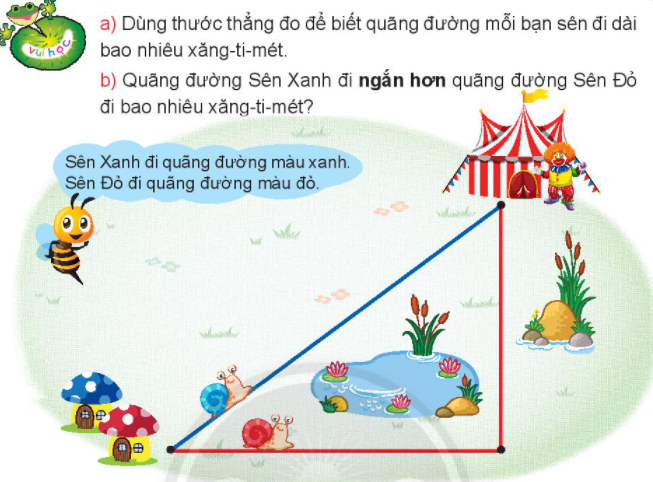 vui học
a) Dùng thước thẳng đo để biết quãng đường mỗi bạn sên đi dài
bao nhiêu xăng-ti-mét.
b) Quãng đường Sên Xanh đi ngắn hơn quãng đường Sên Đỏ
đi bao nhiêu xăng-ti-mét?
Sên Xanh đi quãng đường màu xanh.
Sên Đỏ đi quãng đường màu đỏ.